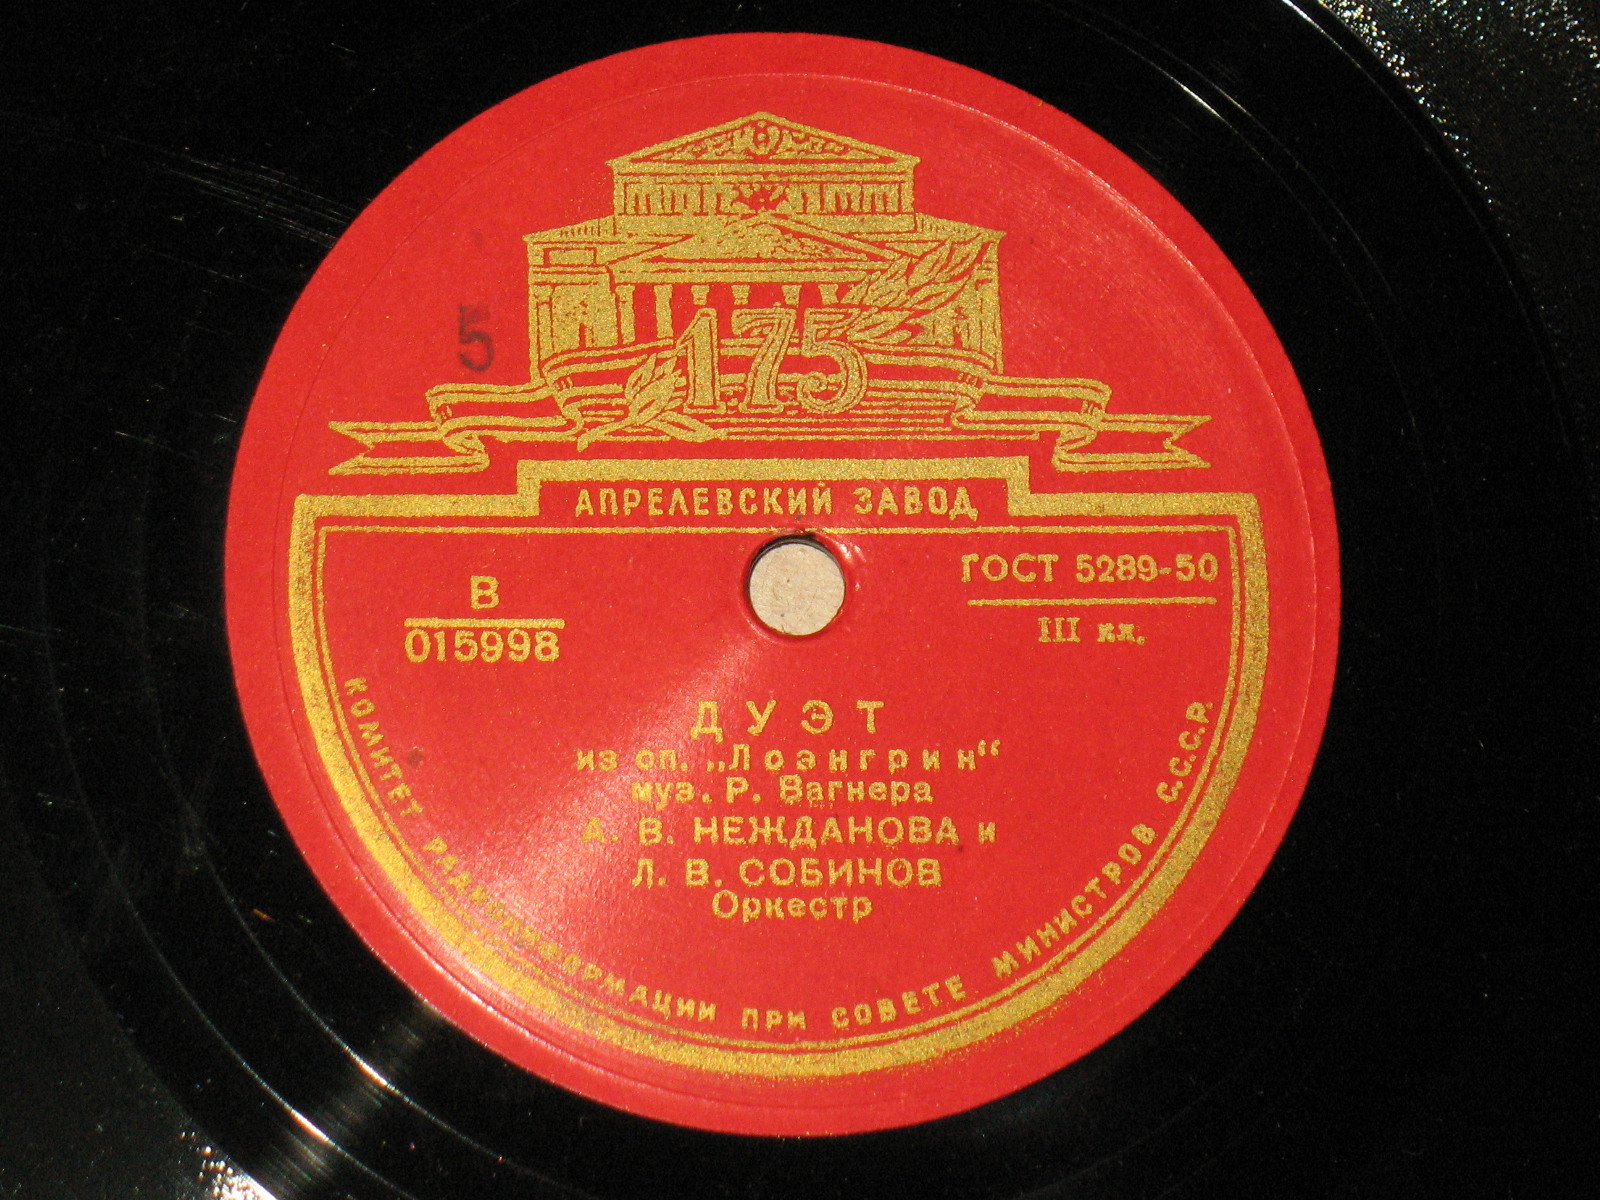 5
175
АПРЕЛЕВСКИЙ ЗАВОД
В
015998
ГОСТ 5289-50
III кл.
ДУЭТ
из оп. „Лоэнгрин“
муз. Р. Вагнера
А. В. НЕЖДАНОВА и
Л. В. СОБИНОВ
Оркестр
КОМИТЕТ РАДИОИНФОРМАЦИИ ПРИ СОВЕТЕ МИНИСТРОВ С.С.С.Р.